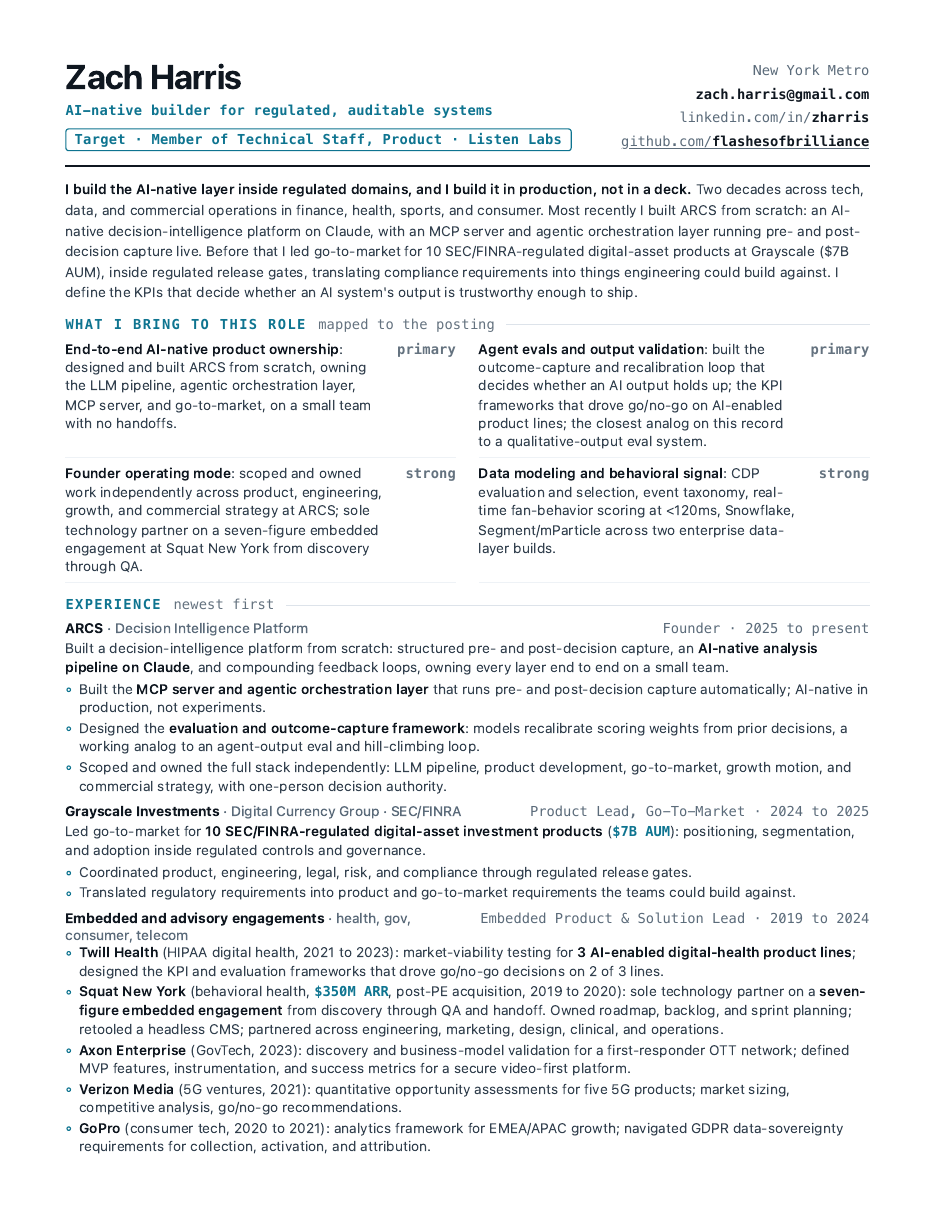 Zach Harris
AI-native builder for regulated, auditable systems
Target · Member of Technical Staff, Product · Listen Labs
New York Metro
zach.harris@gmail.com
linkedin.com/in/zharris
github.com/flashesofbrilliance
I build the AI-native layer inside regulated domains, and I build it in production, not in a deck. Two decades across tech,
data, and commercial operations in finance, health, sports, and consumer. Most recently I built ARCS from scratch: an AI-
native decision-intelligence platform on Claude, with an MCP server and agentic orchestration layer running pre- and post-
decision capture live. Before that I led go-to-market for 10 SEC/FINRA-regulated digital-asset products at Grayscale ($7B
AUM), inside regulated release gates, translating compliance requirements into things engineering could build against. I
define the KPIs that decide whether an AI system's output is trustworthy enough to ship.
WHAT I BRING TO THIS ROLE mapped to the posting
End-to-end AI-native product ownership: primary
designed and built ARCS from scratch, owning
the LLM pipeline, agentic orchestration layer,
MCP server, and go-to-market, on a small team
with no handoffs.
Agent evals and output validation: built the primary
outcome-capture and recalibration loop that
decides whether an AI output holds up; the KPI
frameworks that drove go/no-go on AI-enabled
product lines; the closest analog on this record
to a qualitative-output eval system.
Founder operating mode: scoped and owned strong
work independently across product, engineering,
growth, and commercial strategy at ARCS; sole
technology partner on a seven-figure embedded
engagement at Squat New York from discovery
through QA.
Data modeling and behavioral signal: CDP strong
evaluation and selection, event taxonomy, real-
time fan-behavior scoring at <120ms, Snowflake,
Segment/mParticle across two enterprise data-
layer builds.
EXPERIENCE newest first
ARCS · Decision Intelligence Platform Founder · 2025 to present
Built a decision-intelligence platform from scratch: structured pre- and post-decision capture, an AI-native analysis
pipeline on Claude, and compounding feedback loops, owning every layer end to end on a small team.
Built the MCP server and agentic orchestration layer that runs pre- and post-decision capture automatically; AI-native in
production, not experiments.
Designed the evaluation and outcome-capture framework: models recalibrate scoring weights from prior decisions, a
working analog to an agent-output eval and hill-climbing loop.
Scoped and owned the full stack independently: LLM pipeline, product development, go-to-market, growth motion, and
commercial strategy, with one-person decision authority.
Grayscale Investments · Digital Currency Group · SEC/FINRA Product Lead, Go-To-Market · 2024 to 2025
Led go-to-market for 10 SEC/FINRA-regulated digital-asset investment products ($7B AUM): positioning, segmentation,
and adoption inside regulated controls and governance.
Coordinated product, engineering, legal, risk, and compliance through regulated release gates.
Translated regulatory requirements into product and go-to-market requirements the teams could build against.
Embedded and advisory engagements · health, gov, Embedded Product & Solution Lead · 2019 to 2024
consumer, telecom
Twill Health (HIPAA digital health, 2021 to 2023): market-viability testing for 3 AI-enabled digital-health product lines;
designed the KPI and evaluation frameworks that drove go/no-go decisions on 2 of 3 lines.
Squat New York (behavioral health, $350M ARR, post-PE acquisition, 2019 to 2020): sole technology partner on a seven-
figure embedded engagement from discovery through QA and handoff. Owned roadmap, backlog, and sprint planning;
retooled a headless CMS; partnered across engineering, marketing, design, clinical, and operations.
Axon Enterprise (GovTech, 2023): discovery and business-model validation for a first-responder OTT network; defined
MVP features, instrumentation, and success metrics for a secure video-first platform.
Verizon Media (5G ventures, 2021): quantitative opportunity assessments for five 5G products; market sizing,
competitive analysis, go/no-go recommendations.
GoPro (consumer tech, 2020 to 2021): analytics framework for EMEA/APAC growth; navigated GDPR data-sovereignty
requirements for collection, activation, and attribution.